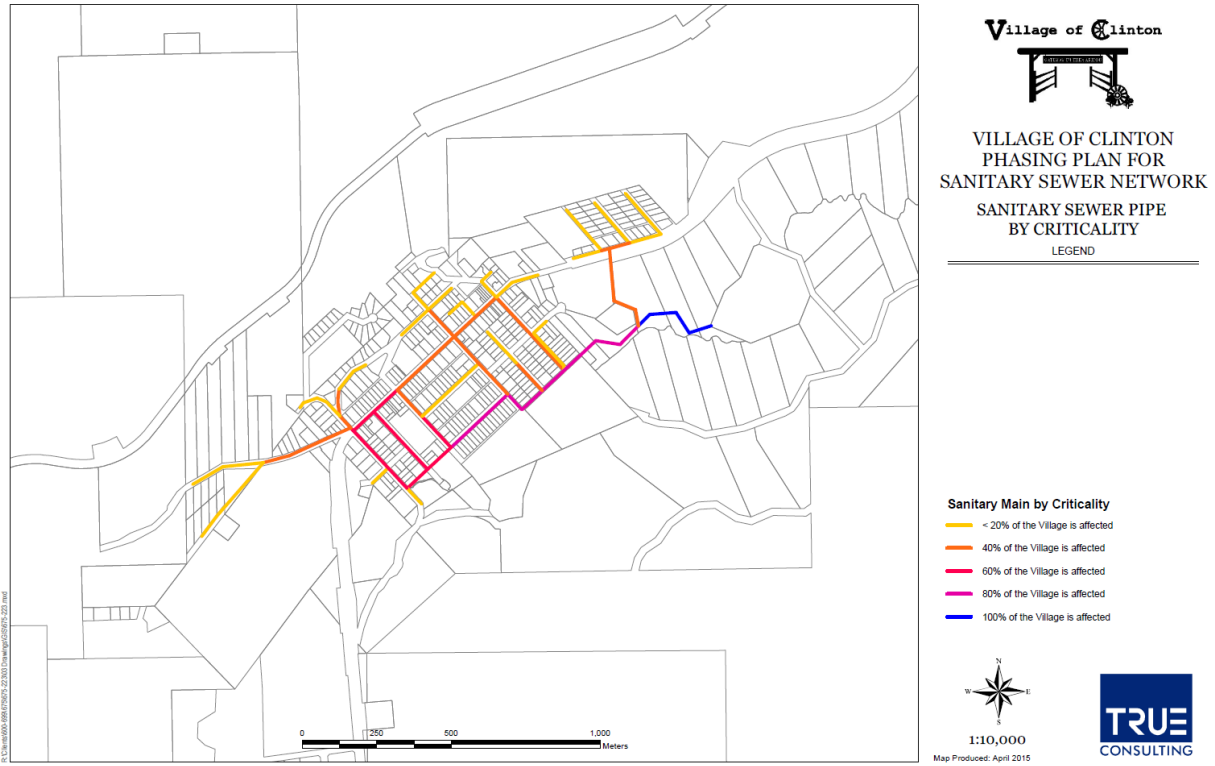 Village of Clinton
VILLAGE OF CLINTON
PHASING PLAN FOR
SANITARY SEWER NETWORK
SANITARY SEWER PIPE
BY CRITICALITY
LEGEND
Sanitary Main by Criticality
< 20% of the Village is affected
40% of the Village is affected
60% of the Village is affected
80% of the Village is affected
100% of the Village is affected
N
W E
S
1:10,000
Map Produced: April 2015
TRUE
CONSULTING
0 250 500 1,000
Meters